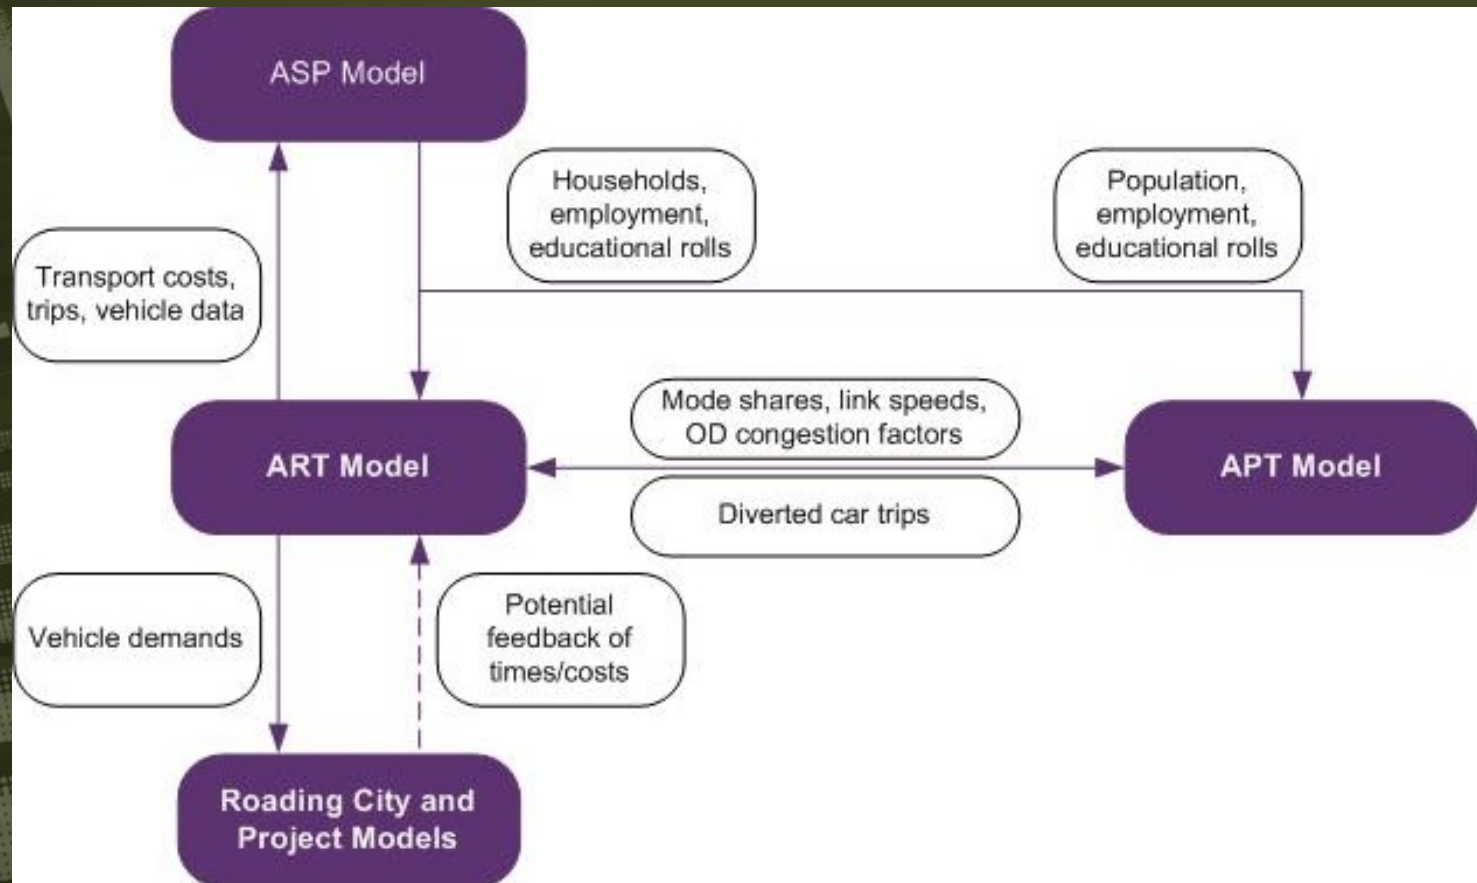 ASP Model
Households,
employment,
educational rolls
Population,
employment,
educational rolls
Transport costs,
trips, vehicle data
Mode shares, link speeds,
OD congestion factors
ART Model
APT Model
Diverted car trips
Vehicle demands
Potential
feedback of
times/costs
Roading City and
Project Models